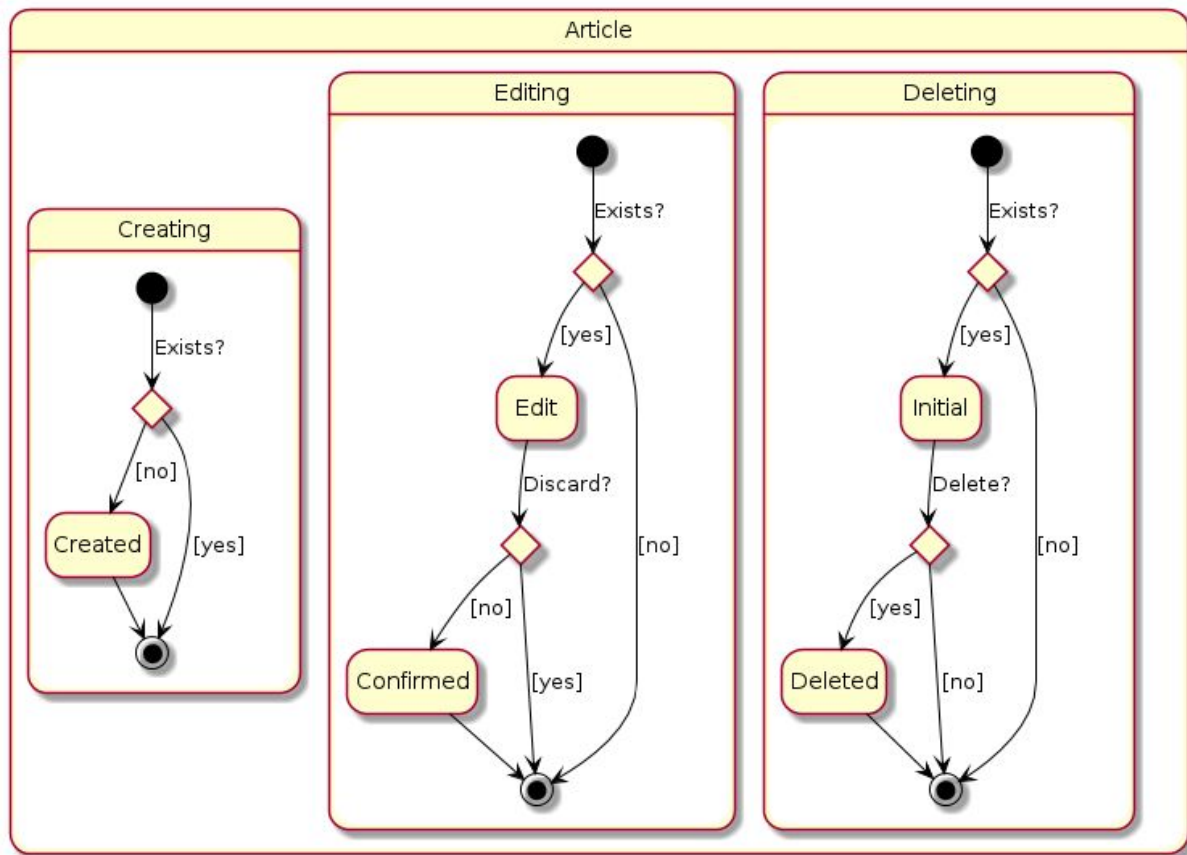 Article
Creating
Exists?
[no]
[yes]
Created
Editing
Exists?
[yes]
Edit
Discard?
[no]
[no]
Confirmed
[yes]
Deleting
Exists?
[yes]
Initial
Delete?
[no]
[yes]
Deleted
[no]